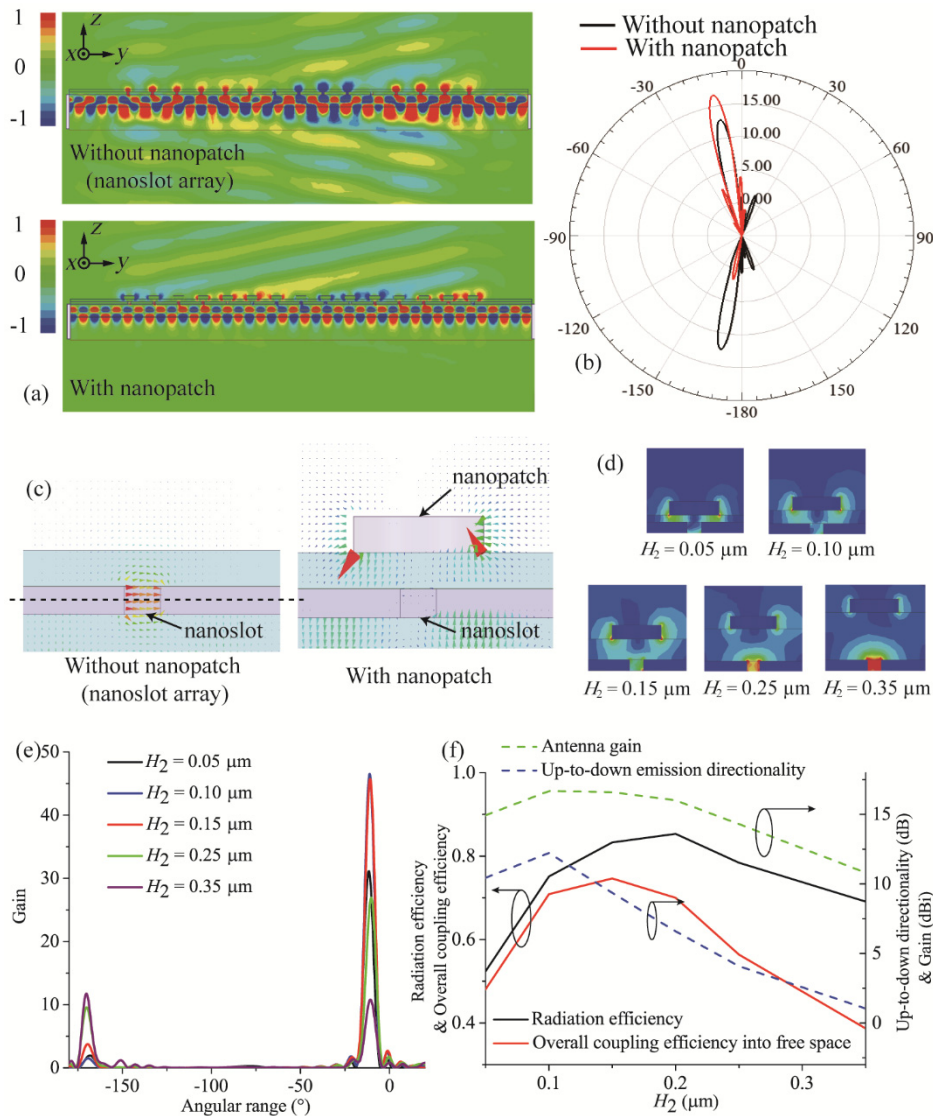 (a)
1
0
-1
z
x
y
Without nanopatch
(nanoslot array)
1
0
-1
z
x
y
With nanopatch
Without nanopatch
With nanopatch
0
-30
30
-60
60
-90
90
-120
120
-150
150
-180
15.00
10.00
5.00
0.00
(b)
(c)
nanoslot
Without nanopatch
(nanoslot array)
nanopatch
nanoslot
With nanopatch
(d)
H2 = 0.05 μm
H2 = 0.10 μm
H2 = 0.15 μm
H2 = 0.25 μm
H2 = 0.35 μm
(e)
50
40
30
20
10
0
Gain
H2 = 0.05 μm
H2 = 0.10 μm
H2 = 0.15 μm
H2 = 0.25 μm
H2 = 0.35 μm
-150
-100
-50
0
Angular range (°)
(f)
Antenna gain
Up-to-down emission directionality
1.0
0.8
0.6
0.4
Radiation efficiency
& Overall coupling efficiency
15
10
5
0
Up-to-down directionality (dB)
& Gain (dBi)
Radiation efficiency
Overall coupling efficiency into free space
0.1
0.2
0.3
H2 (μm)